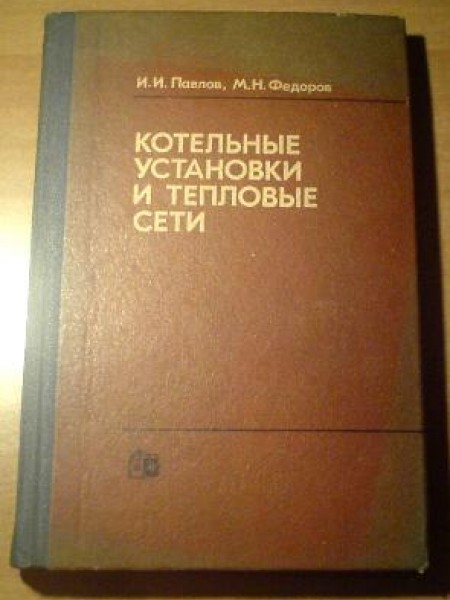 И.И. Павлов, М.Н. Федоров
КОТЕЛЬНЫЕ
УСТАНОВКИ
И ТЕПЛОВЫЕ
СЕТИ